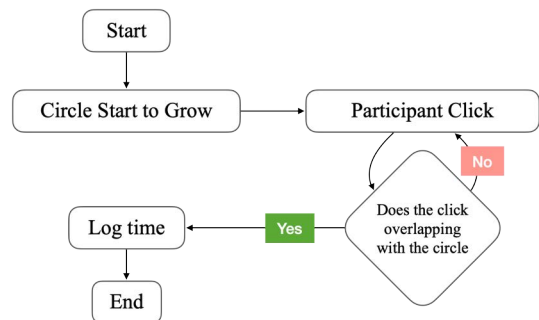 Start
Circle Start to Grow
Participant Click
No
Does the click
overlapping
with the circle
Yes
Log time
End